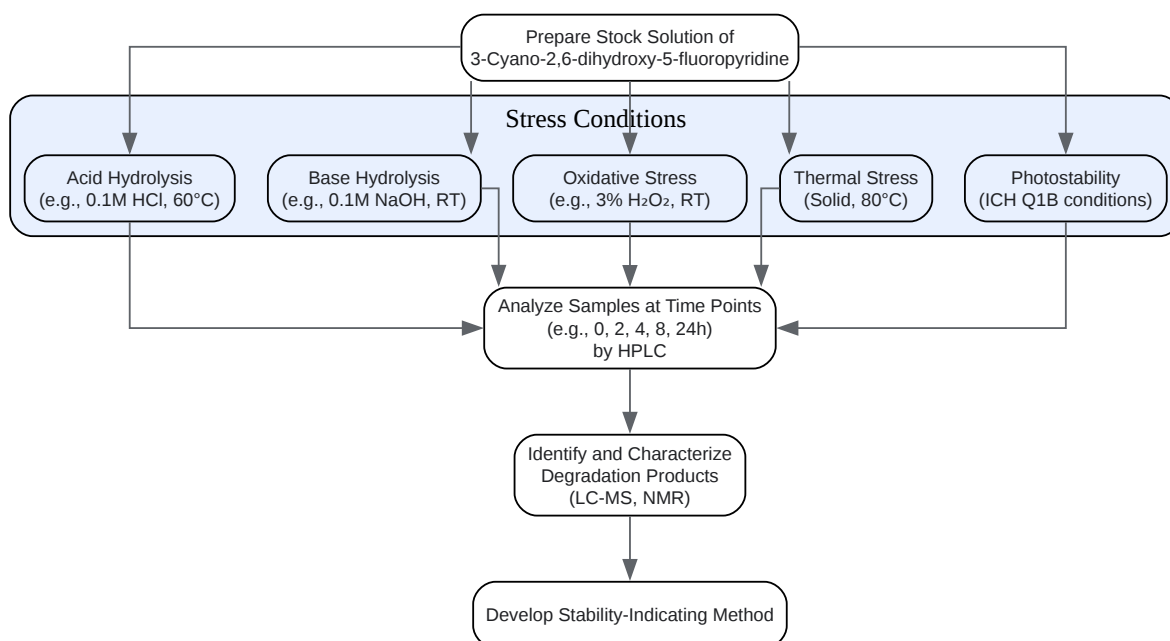 Prepare Stock Solution of
3-Cyano-2,6-dihydroxy-5-fluoropyridine
Stress Conditions
Acid Hydrolysis
(e.g., 0.1M HCl, 60°C)
Base Hydrolysis
(e.g., 0.1M NaOH, RT)
Oxidative Stress
(e.g., 3% H₂O₂, RT)
Thermal Stress
(Solid, 80°C)
Photostability
(ICH Q1B conditions)
Analyze Samples at Time Points
(e.g., 0, 2, 4, 8, 24h)
by HPLC
Identify and Characterize
Degradation Products
(LC-MS, NMR)
Develop Stability-Indicating Method